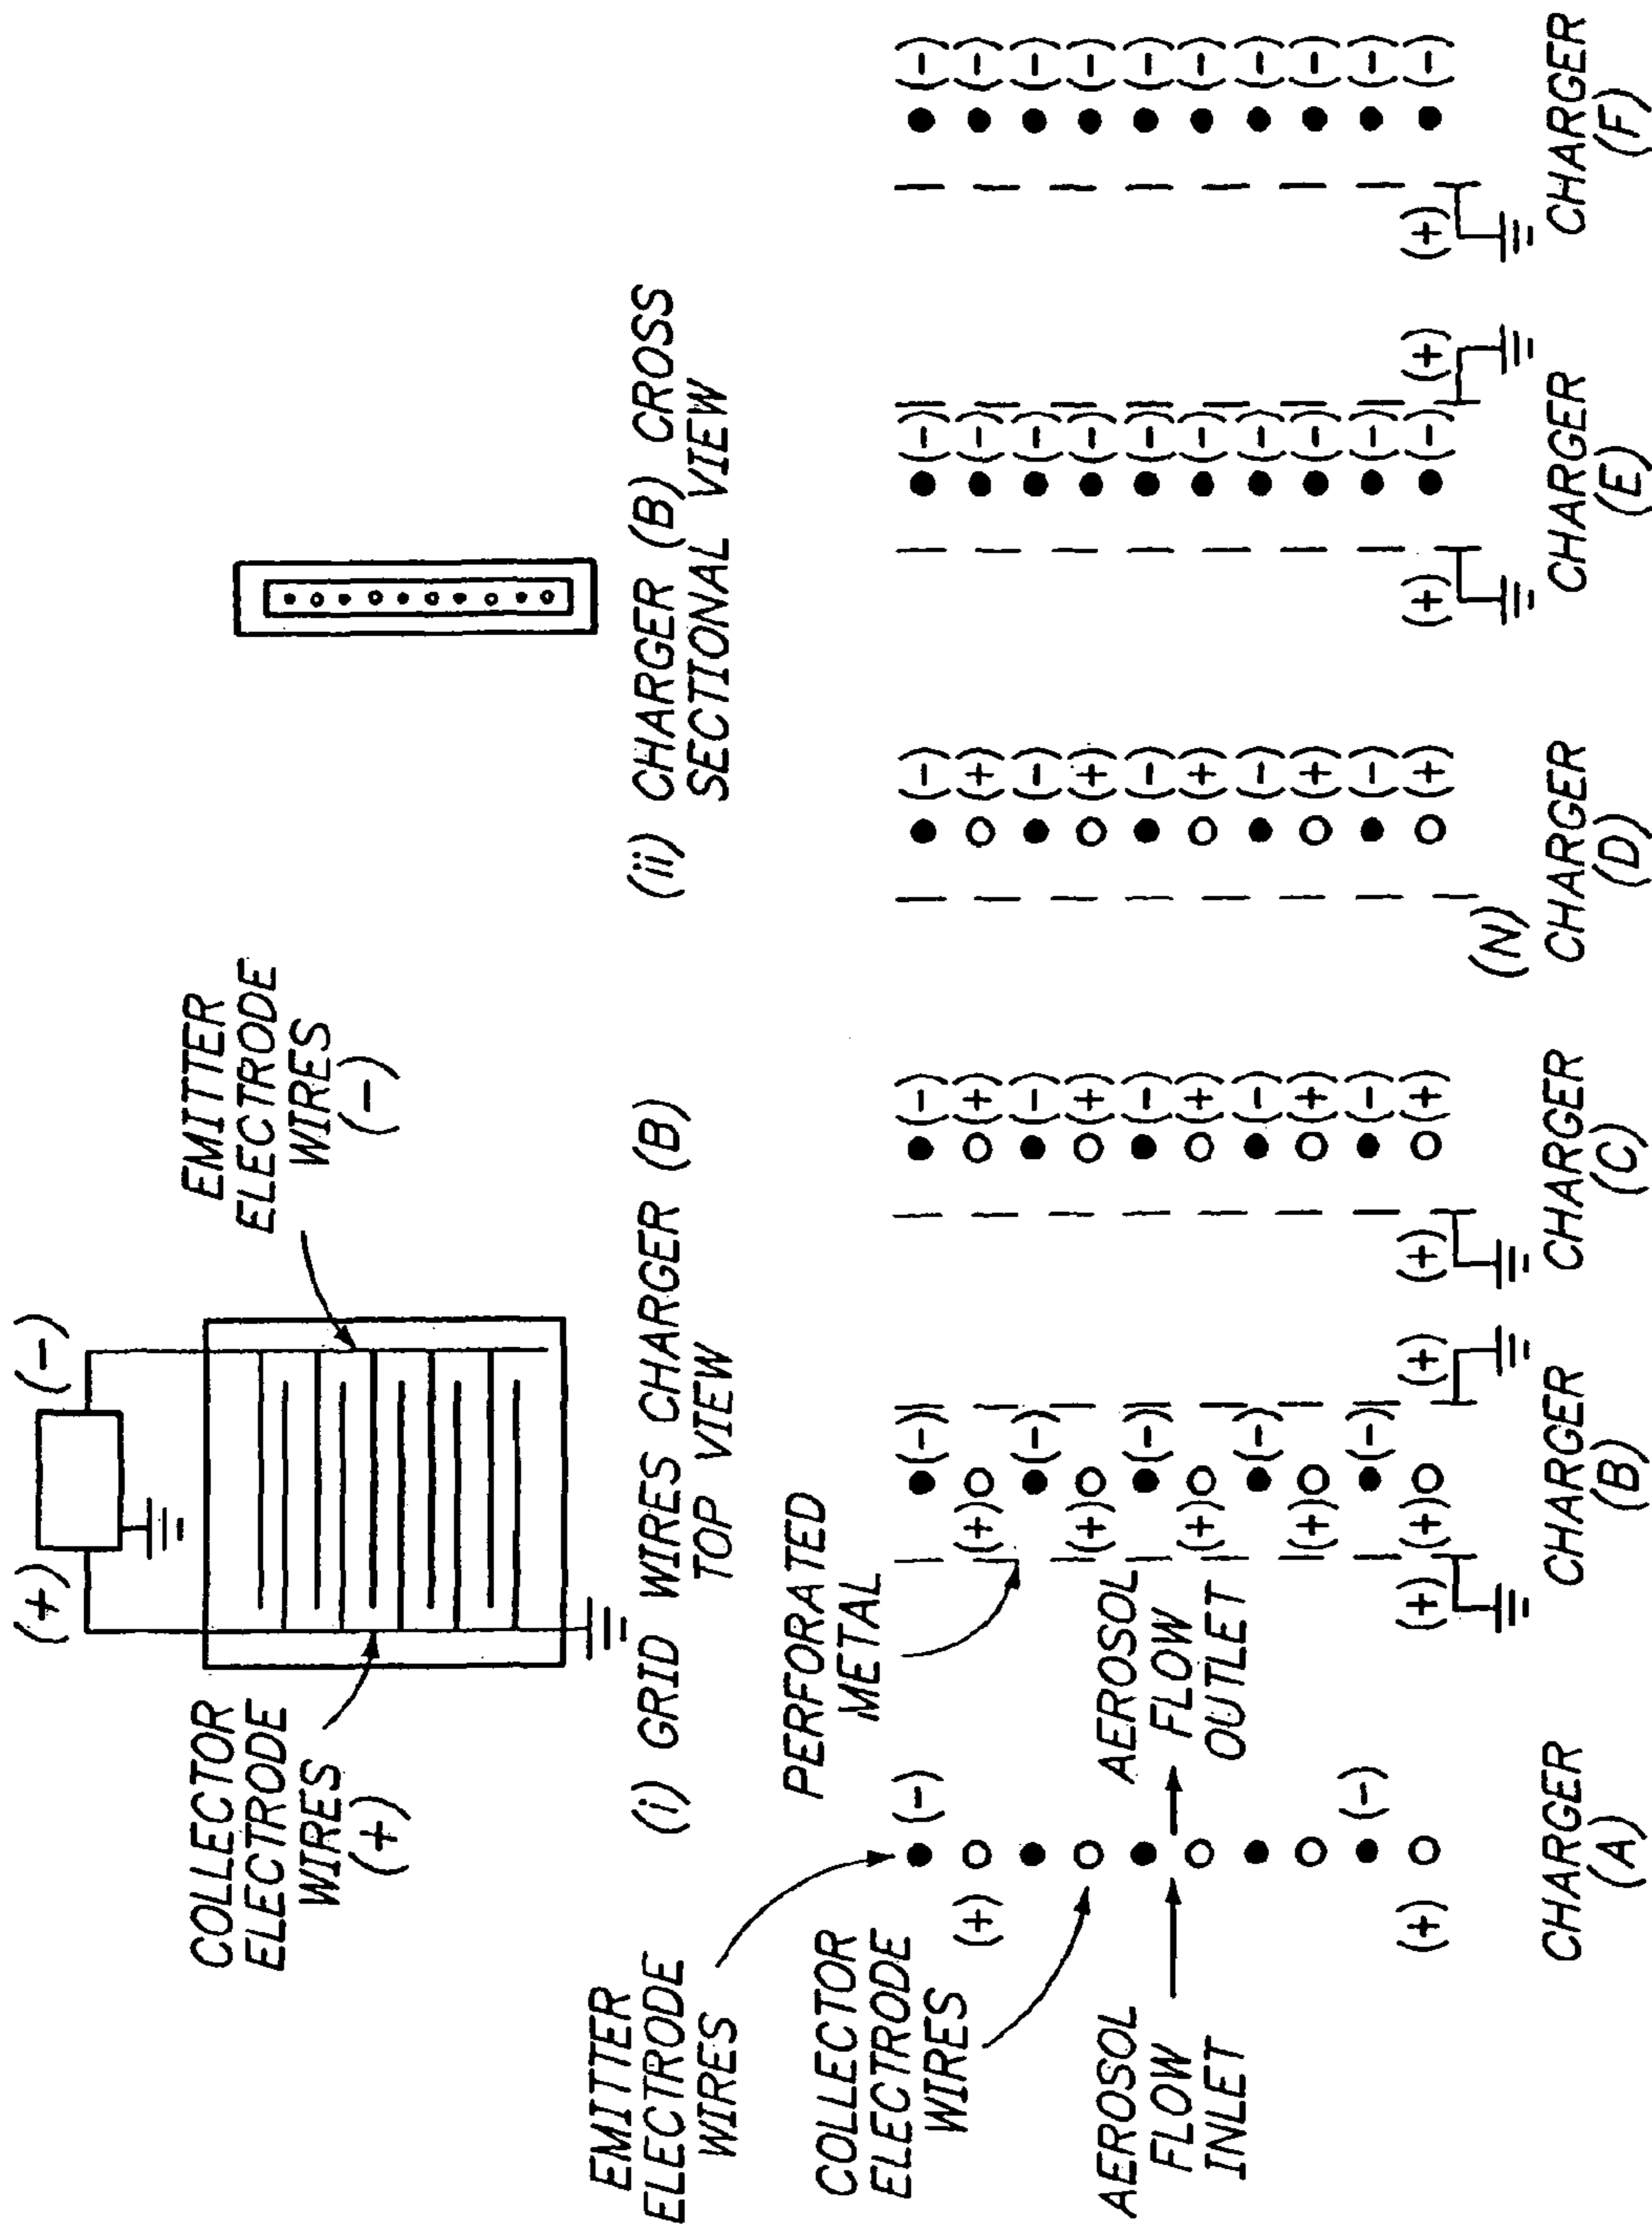 (+)
(-)
COLLECTOR
ELECTRODE
WIRES
(+)
EMITTER
ELECTRODE
WIRES
(-)
(i) GRID WIRES CHARGER (B)
TOP VIEW
(ii) CHARGER (B) CROSS
SECTIONAL VIEW
EMITTER
ELECTRODE
WIRES
COLLECTOR
ELECTRODE
WIRES
AEROSOL
FLOW
INLET
(-)
(+)
(-)
(+)
AEROSOL
FLOW
OUTLET
CHARGER
(A)
PERFORATED
METAL
(-)
(+)
(-)
(+)
(-)
(+)
(-)
(+)
(-)
(+)
(+)
(+)
CHARGER
(B)
(-)
(+)
(-)
(+)
(-)
(+)
(-)
(+)
(-)
(+)
(+)
CHARGER
(C)
(-)
(+)
(-)
(+)
(-)
(+)
(-)
(+)
(-)
(+)
(N)
CHARGER
(D)
(-)
(-)
(-)
(-)
(-)
(-)
(-)
(-)
(-)
(-)
(+)
(+)
CHARGER
(E)
(-)
(-)
(-)
(-)
(-)
(-)
(-)
(-)
(-)
(-)
(+)
CHARGER
(F)